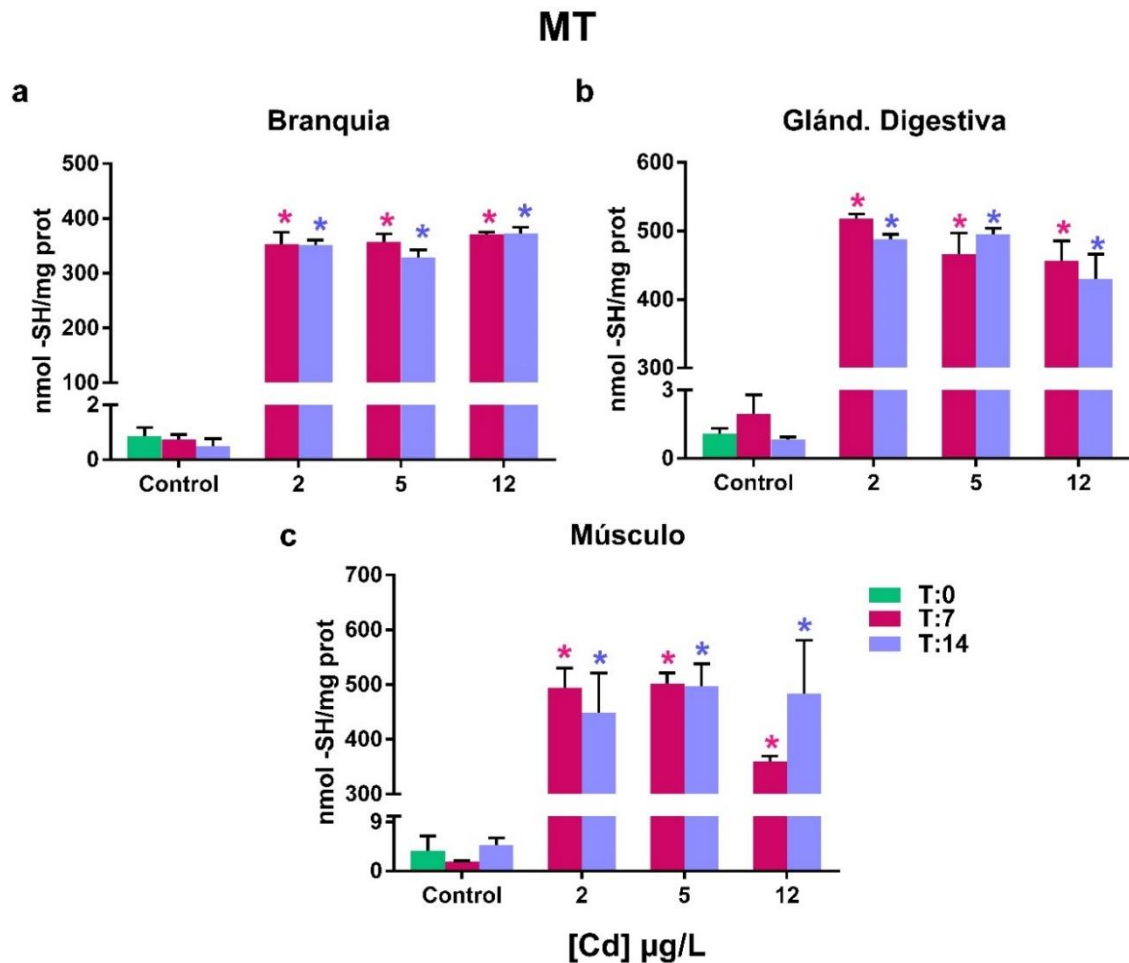 MT
a
Branquia
nmol -SH/mg prot
500
400
300
200
100
2
0
* * * * * *
Control 2 5 12
b
Glánd. Digestiva
nmol -SH/mg prot
600
500
400
300
3
0
* * * * * *
Control 2 5 12
c
Músculo
nmol -SH/mg prot
700
600
500
400
300
9
0
* * * * * *
Control 2 5 12
T:0
T:7
T:14
[Cd] µg/L